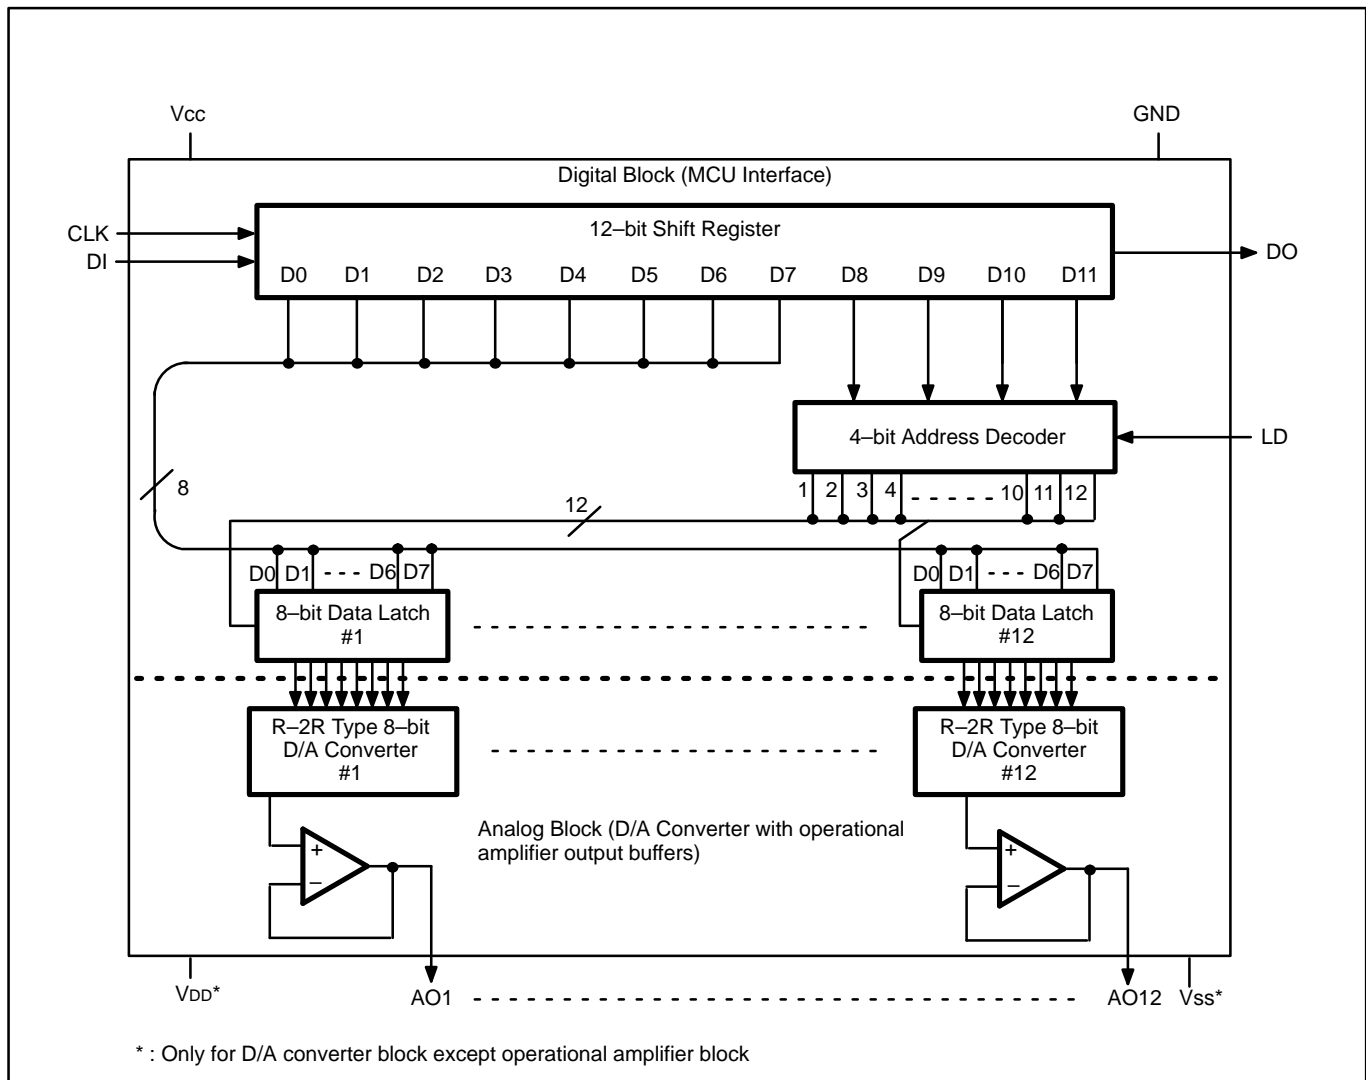 Vcc
GND
Digital Block (MCU Interface)
12–bit Shift Register
CLK
DI
DO
D0 D1 D2 D3 D4 D5 D6 D7 D8 D9 D10 D11
4–bit Address Decoder
LD
8
1 2 3 4 10 11 12
12
D0 D1 D6 D7
D0 D1 D6 D7
8–bit Data Latch
#1
8–bit Data Latch
#12
R–2R Type 8–bit
D/A Converter
#1
R–2R Type 8–bit
D/A Converter
#12
Analog Block (D/A Converter with operational
amplifier output buffers)
+
–
+
–
VDD*
AO1
AO12
Vss*
* : Only for D/A converter block except operational amplifier block